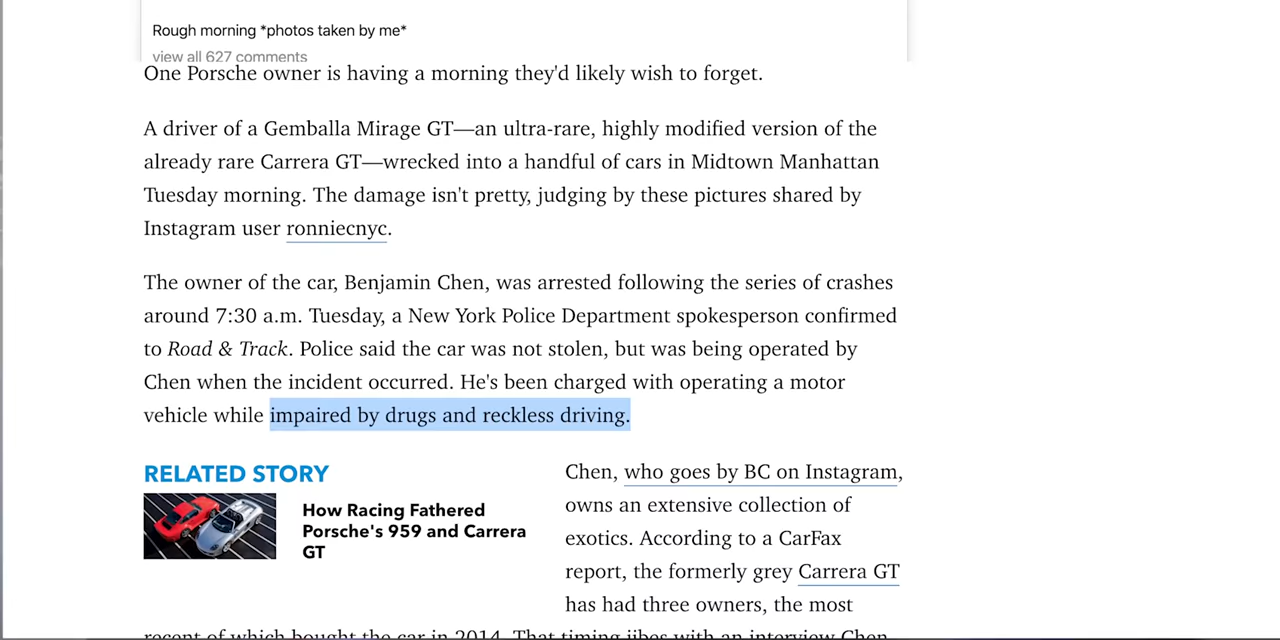 Rough morning *photos taken by me*
view all 627 comments
One Porsche owner is having a morning they'd likely wish to forget.
A driver of a Gemballa Mirage GT—an ultra-rare, highly modified version of the
already rare Carrera GT—wrecked into a handful of cars in Midtown Manhattan
Tuesday morning. The damage isn't pretty, judging by these pictures shared by
Instagram user ronniecnyc.
The owner of the car, Benjamin Chen, was arrested following the series of crashes
around 7:30 a.m. Tuesday, a New York Police Department spokesperson confirmed
to Road & Track. Police said the car was not stolen, but was being operated by
Chen when the incident occurred. He's been charged with operating a motor
vehicle while impaired by drugs and reckless driving.
RELATED STORY
How Racing Fathered
Porsche's 959 and Carrera
GT
Chen, who goes by BC on Instagram,
owns an extensive collection of
exotics. According to a CarFax
report, the formerly grey Carrera GT
has had three owners, the most
recent of which bought the car in 2014. That timing jibes with an interview Chen